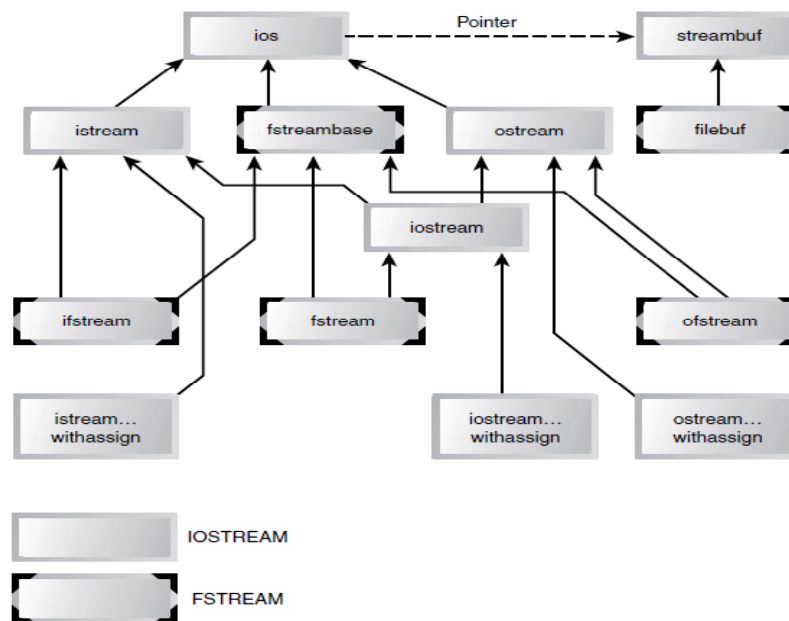 ios
Pointer
streambuf
istream
fstreambase
ostream
filebuf
iostream
ifstream
fstream
ofstream
istream...
withassign
iostream...
withassign
ostream...
withassign
IOSTREAM
FSTREAM